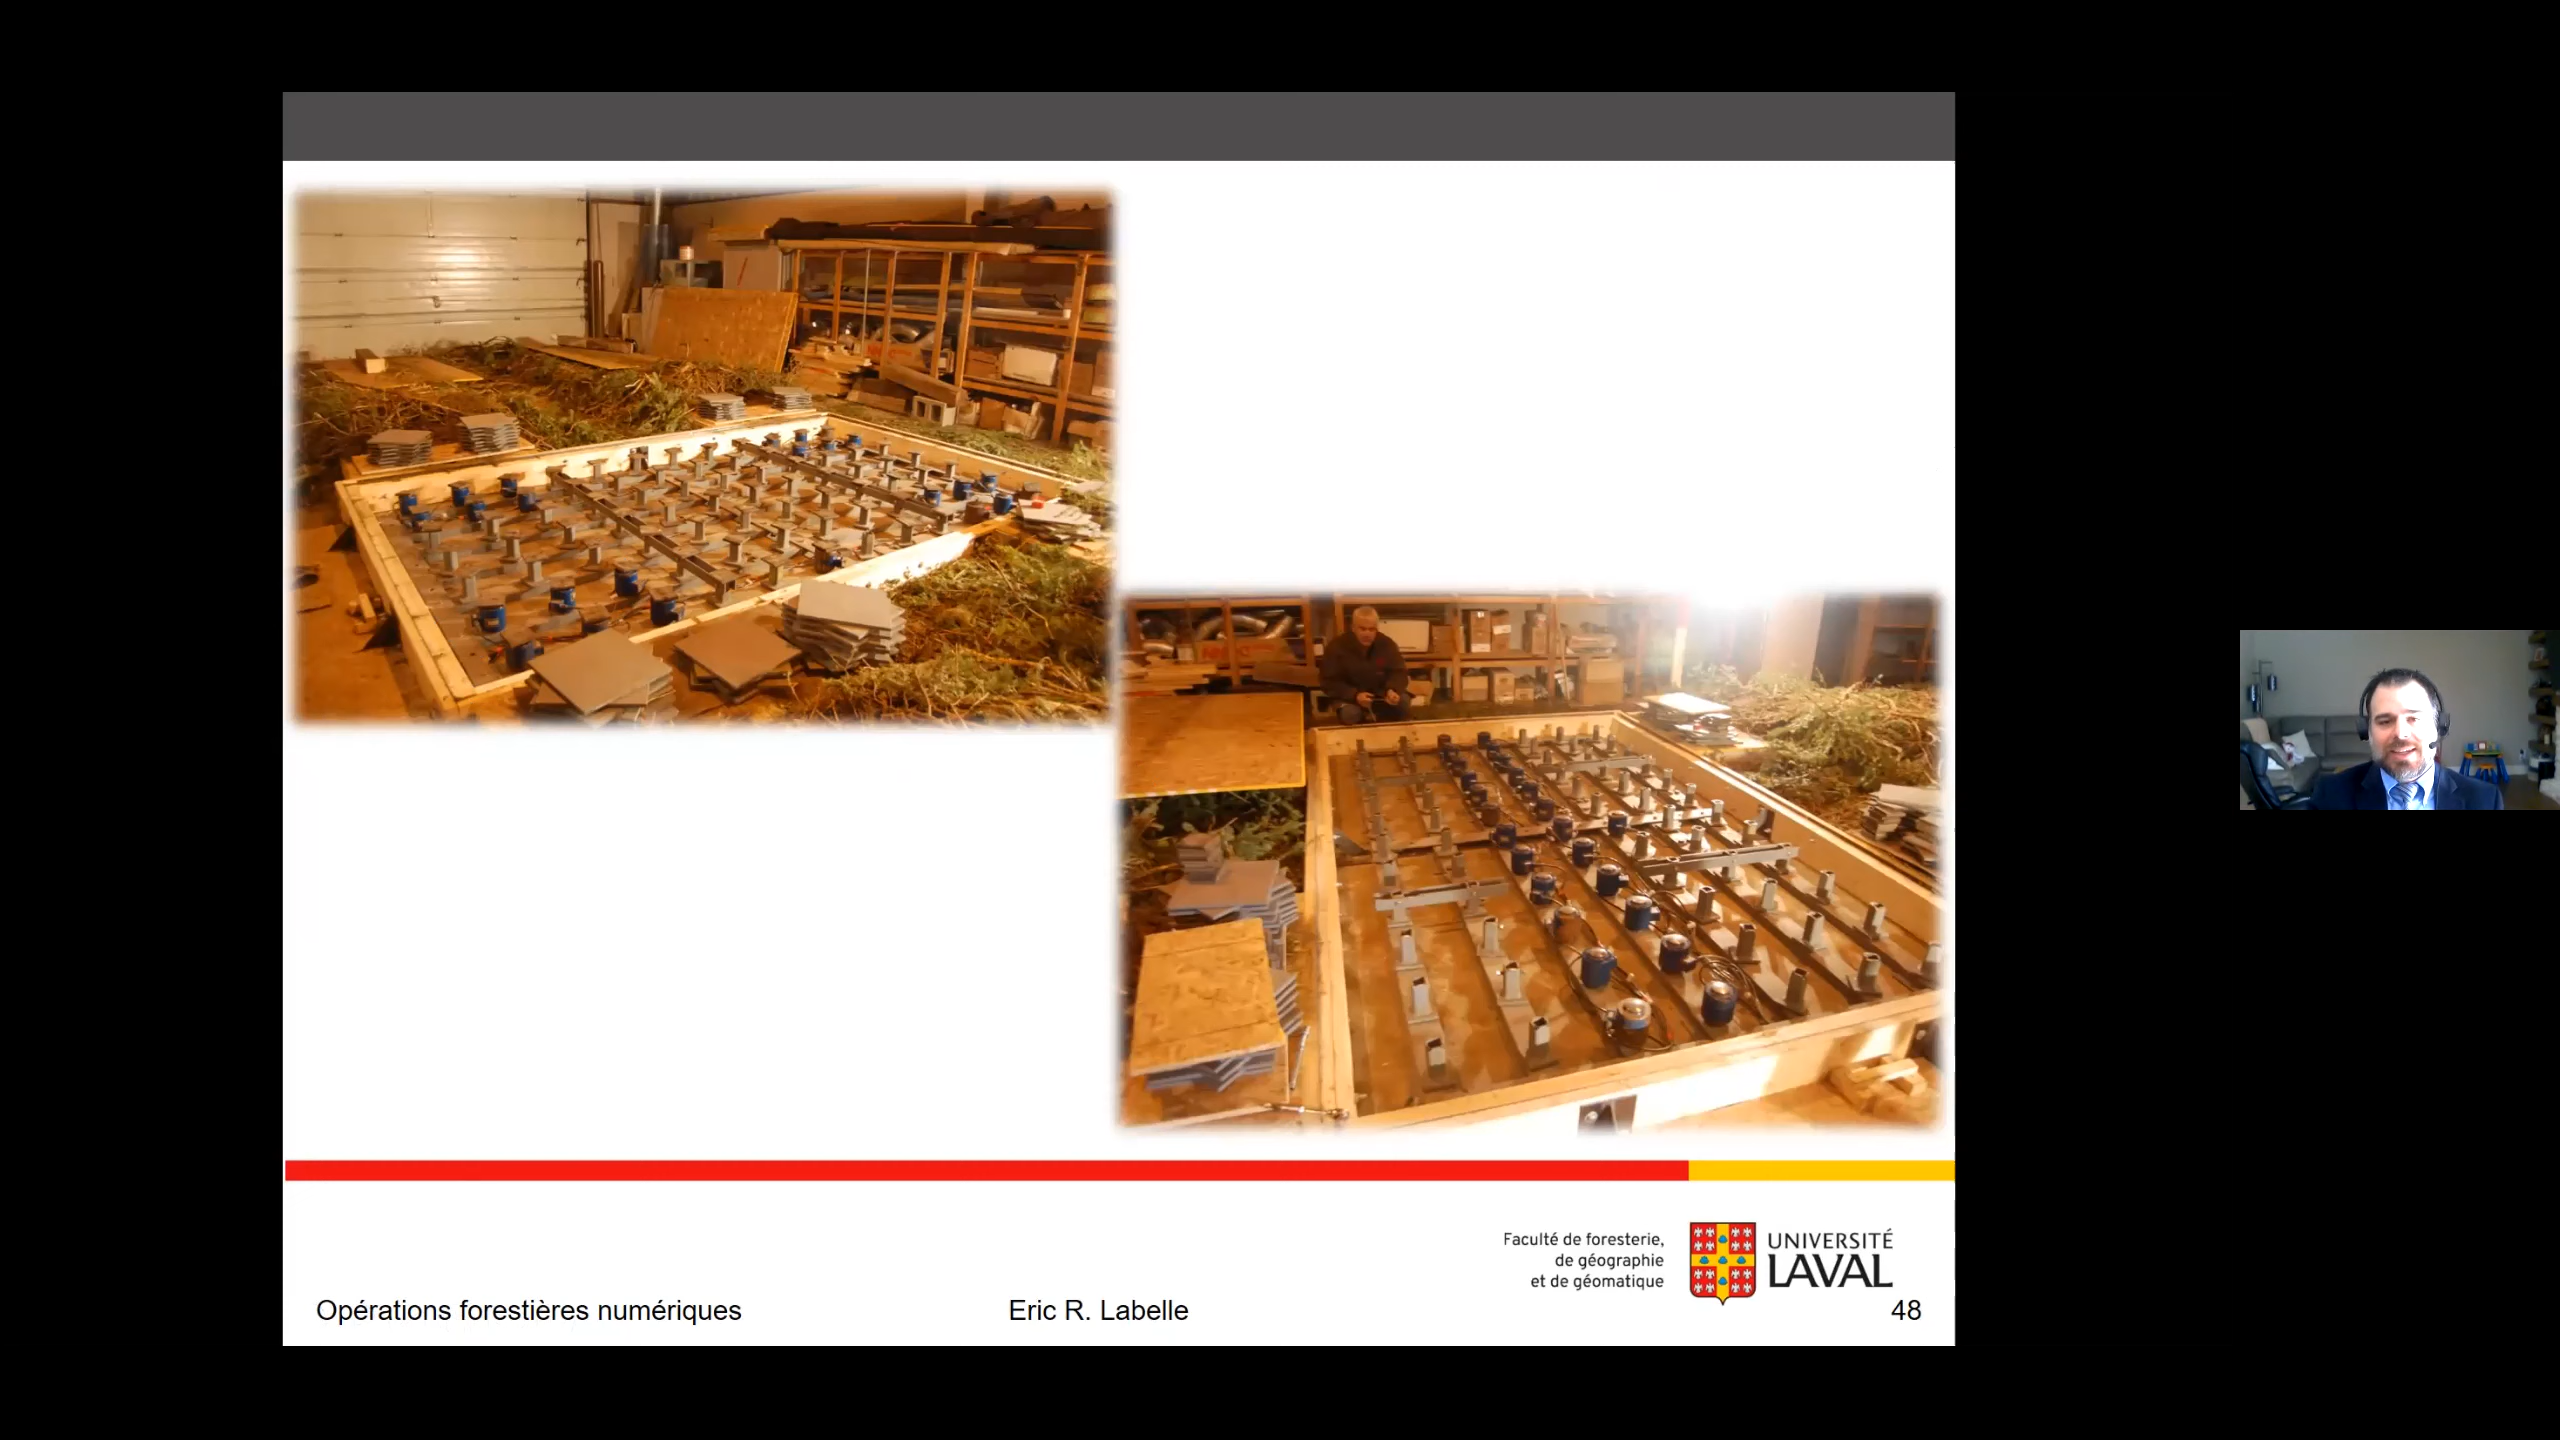 Faculté de foresterie,
de géographie
et de géomatique
UNIVERSITÉ
LAVAL
Opérations forestières numériques
Eric R. Labelle
48